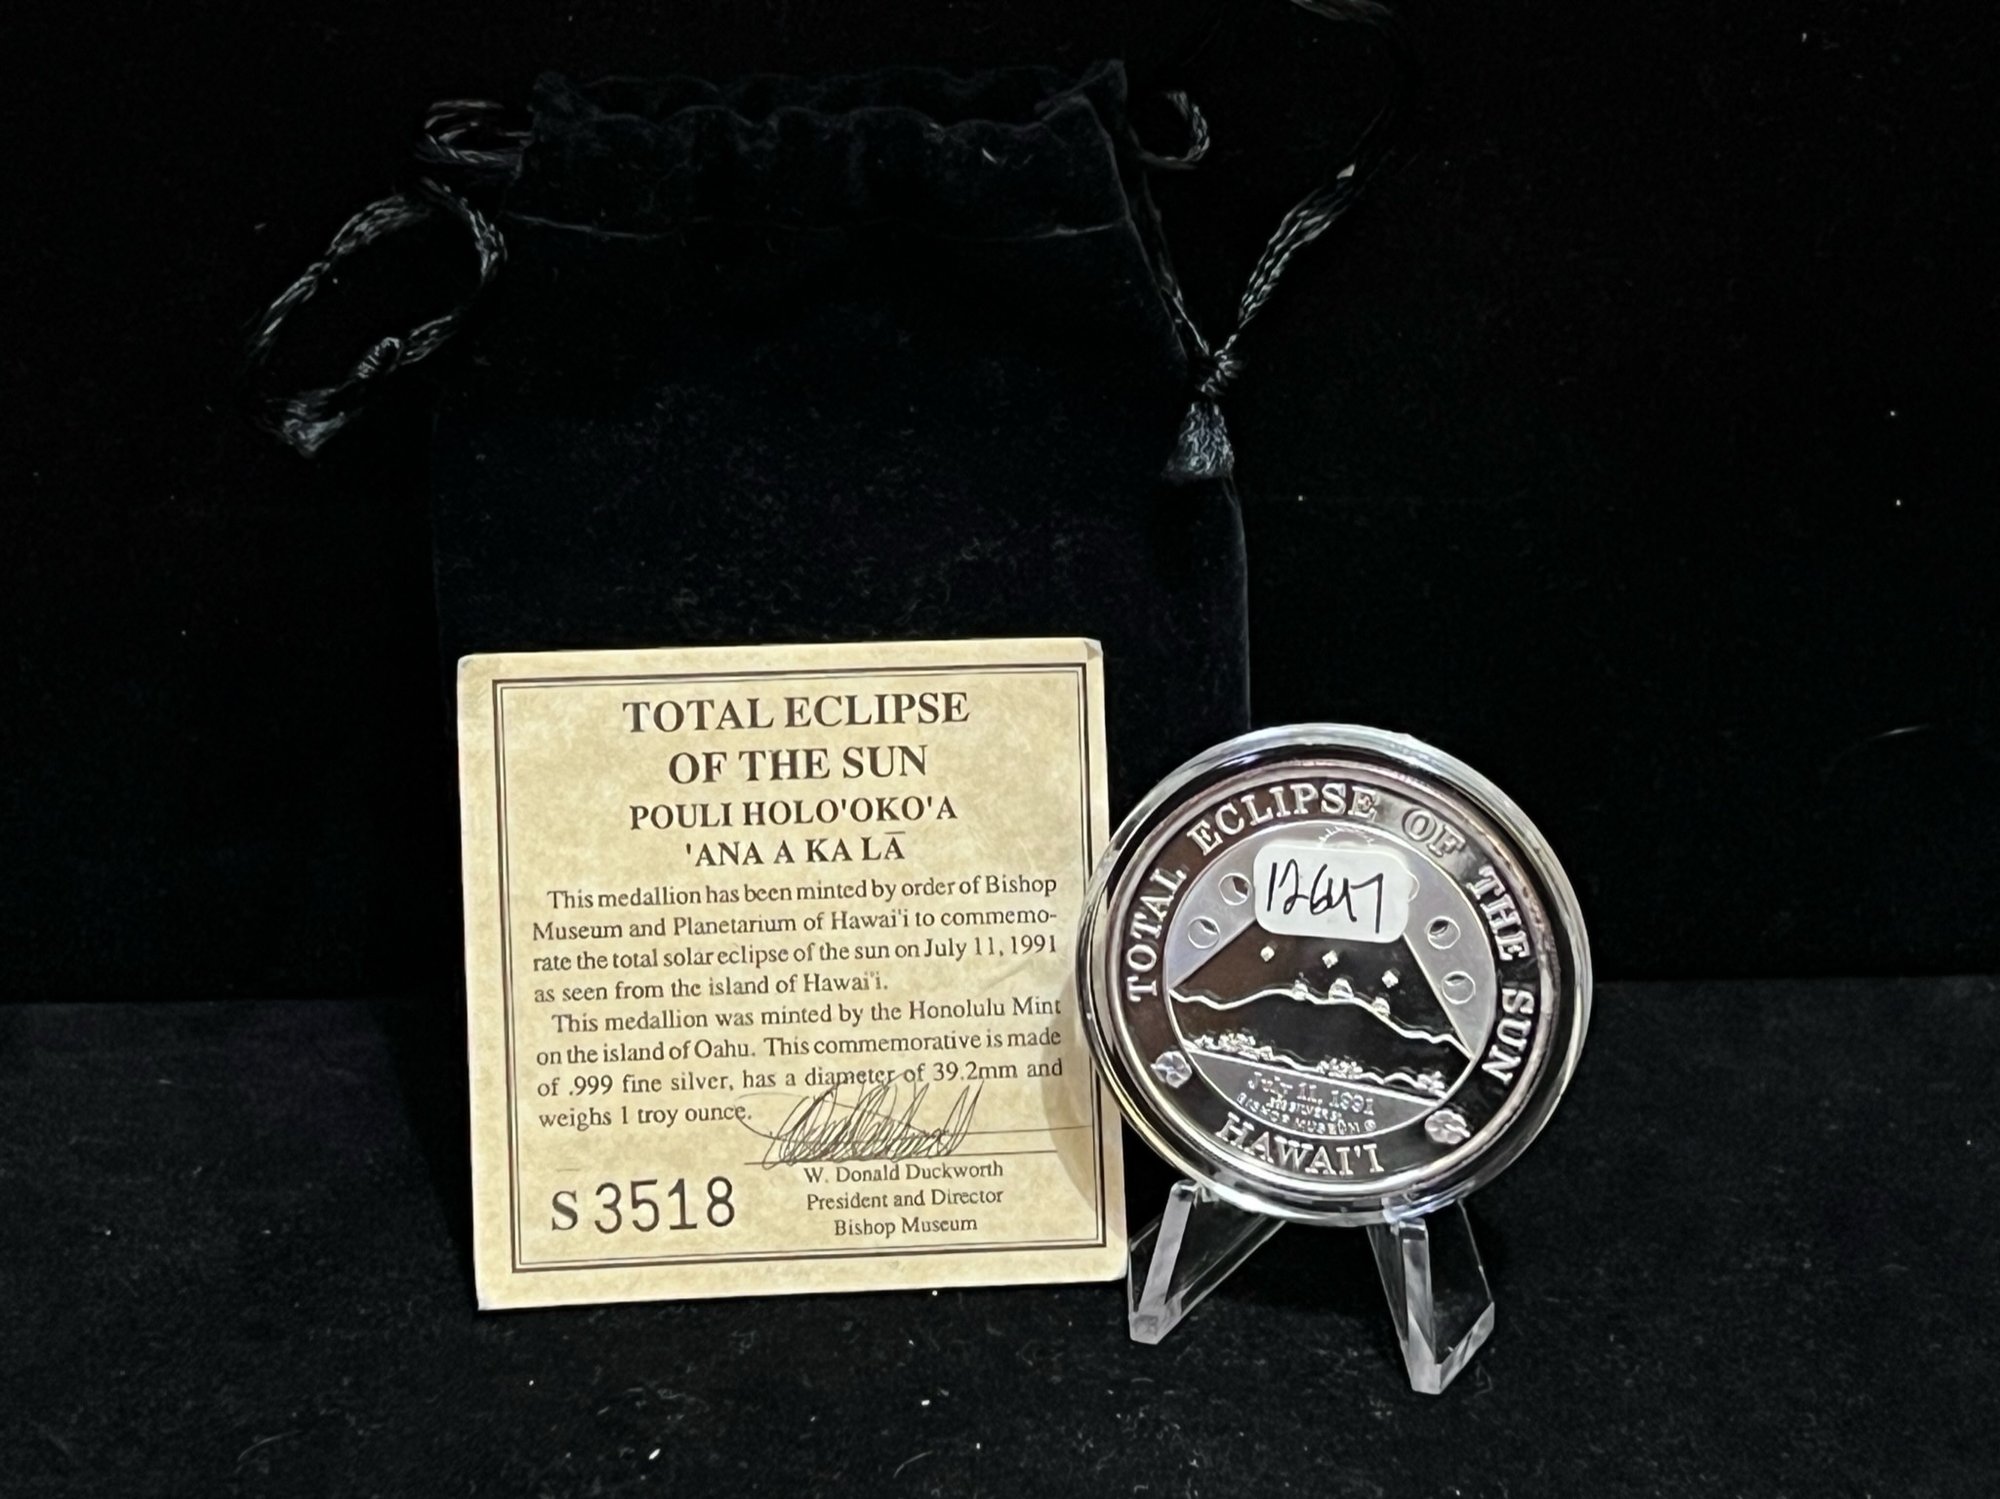 TOTAL ECLIPSE
OF THE SUN
POULI HOLO'OKO'A
'ANA A KA LĀ
This medallion has been minted by order of Bishop
Museum and Planetarium of Hawai'i to commemo-
rate the total solar eclipse of the sun on July 11, 1991
as seen from the island of Hawai'i.
This medallion was minted by the Honolulu Mint
on the island of Oahu. This commemorative is made
of .999 fine silver, has a diameter of 39.2mm and
weighs 1 troy ounce.
W. Donald Duckworth
President and Director
Bishop Museum
S 3518
TOTAL ECLIPSE OF THE SUN
12647
July 11, 1991
BISHOP MUSEUM ©
HAWAI'I